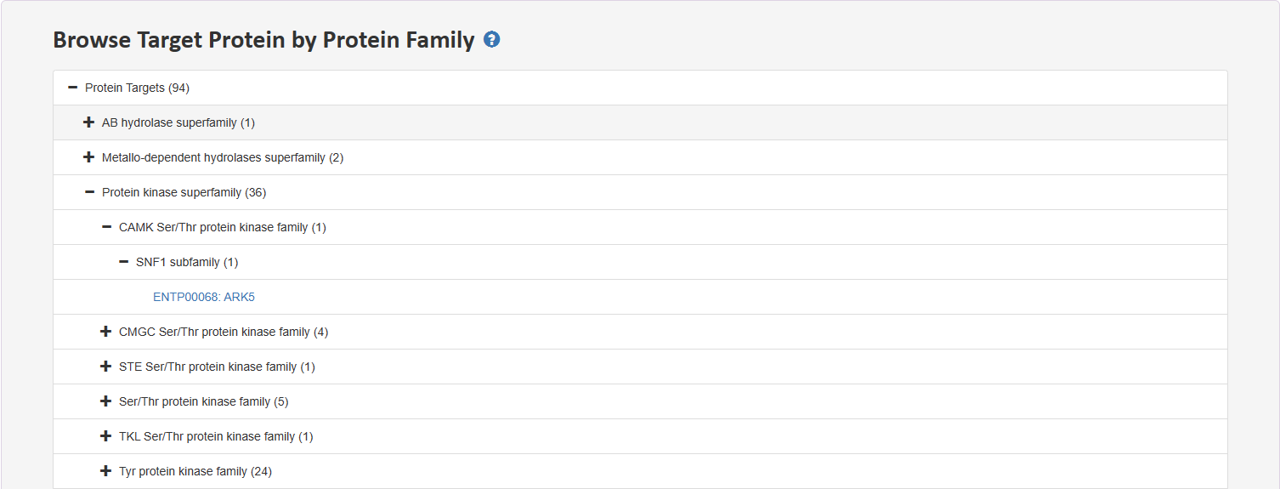 Browse Target Protein by Protein Family ?
Protein Targets (94)
AB hydrolase superfamily (1)
Metallo-dependent hydrolases superfamily (2)
Protein kinase superfamily (36)
CAMK Ser/Thr protein kinase family (1)
SNF1 subfamily (1)
ENTP00068: ARK5
CMGC Ser/Thr protein kinase family (4)
STE Ser/Thr protein kinase family (1)
Ser/Thr protein kinase family (5)
TKL Ser/Thr protein kinase family (1)
Tyr protein kinase family (24)